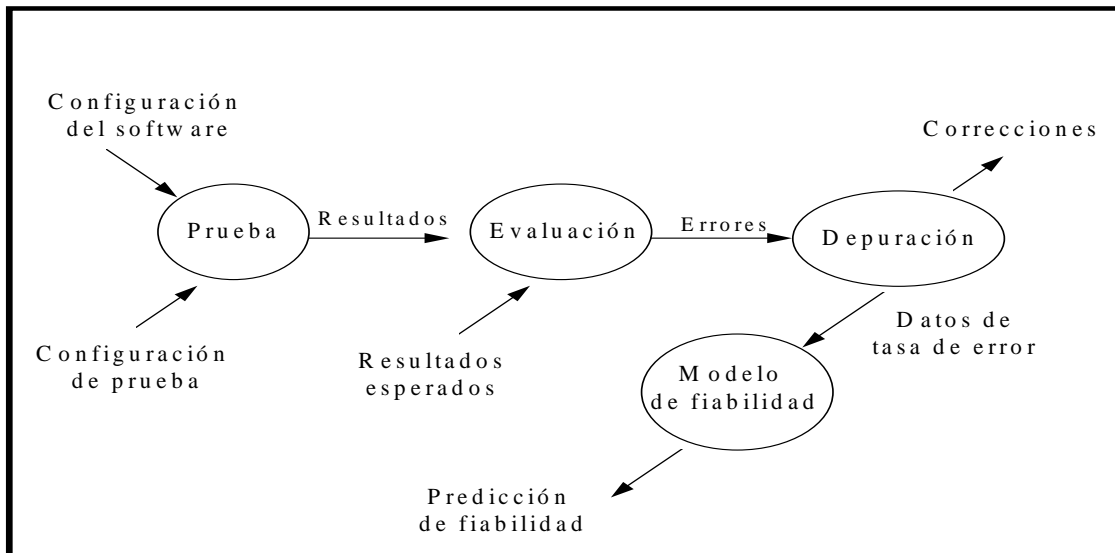 Configuración
del software
Correcciones
Prueba
Resultados
Evaluación
Errores
Depuración
Configuración
de prueba
Resultados
esperados
Datos de
tasa de error
Modelo
de fiabilidad
Predicción
de fiabilidad